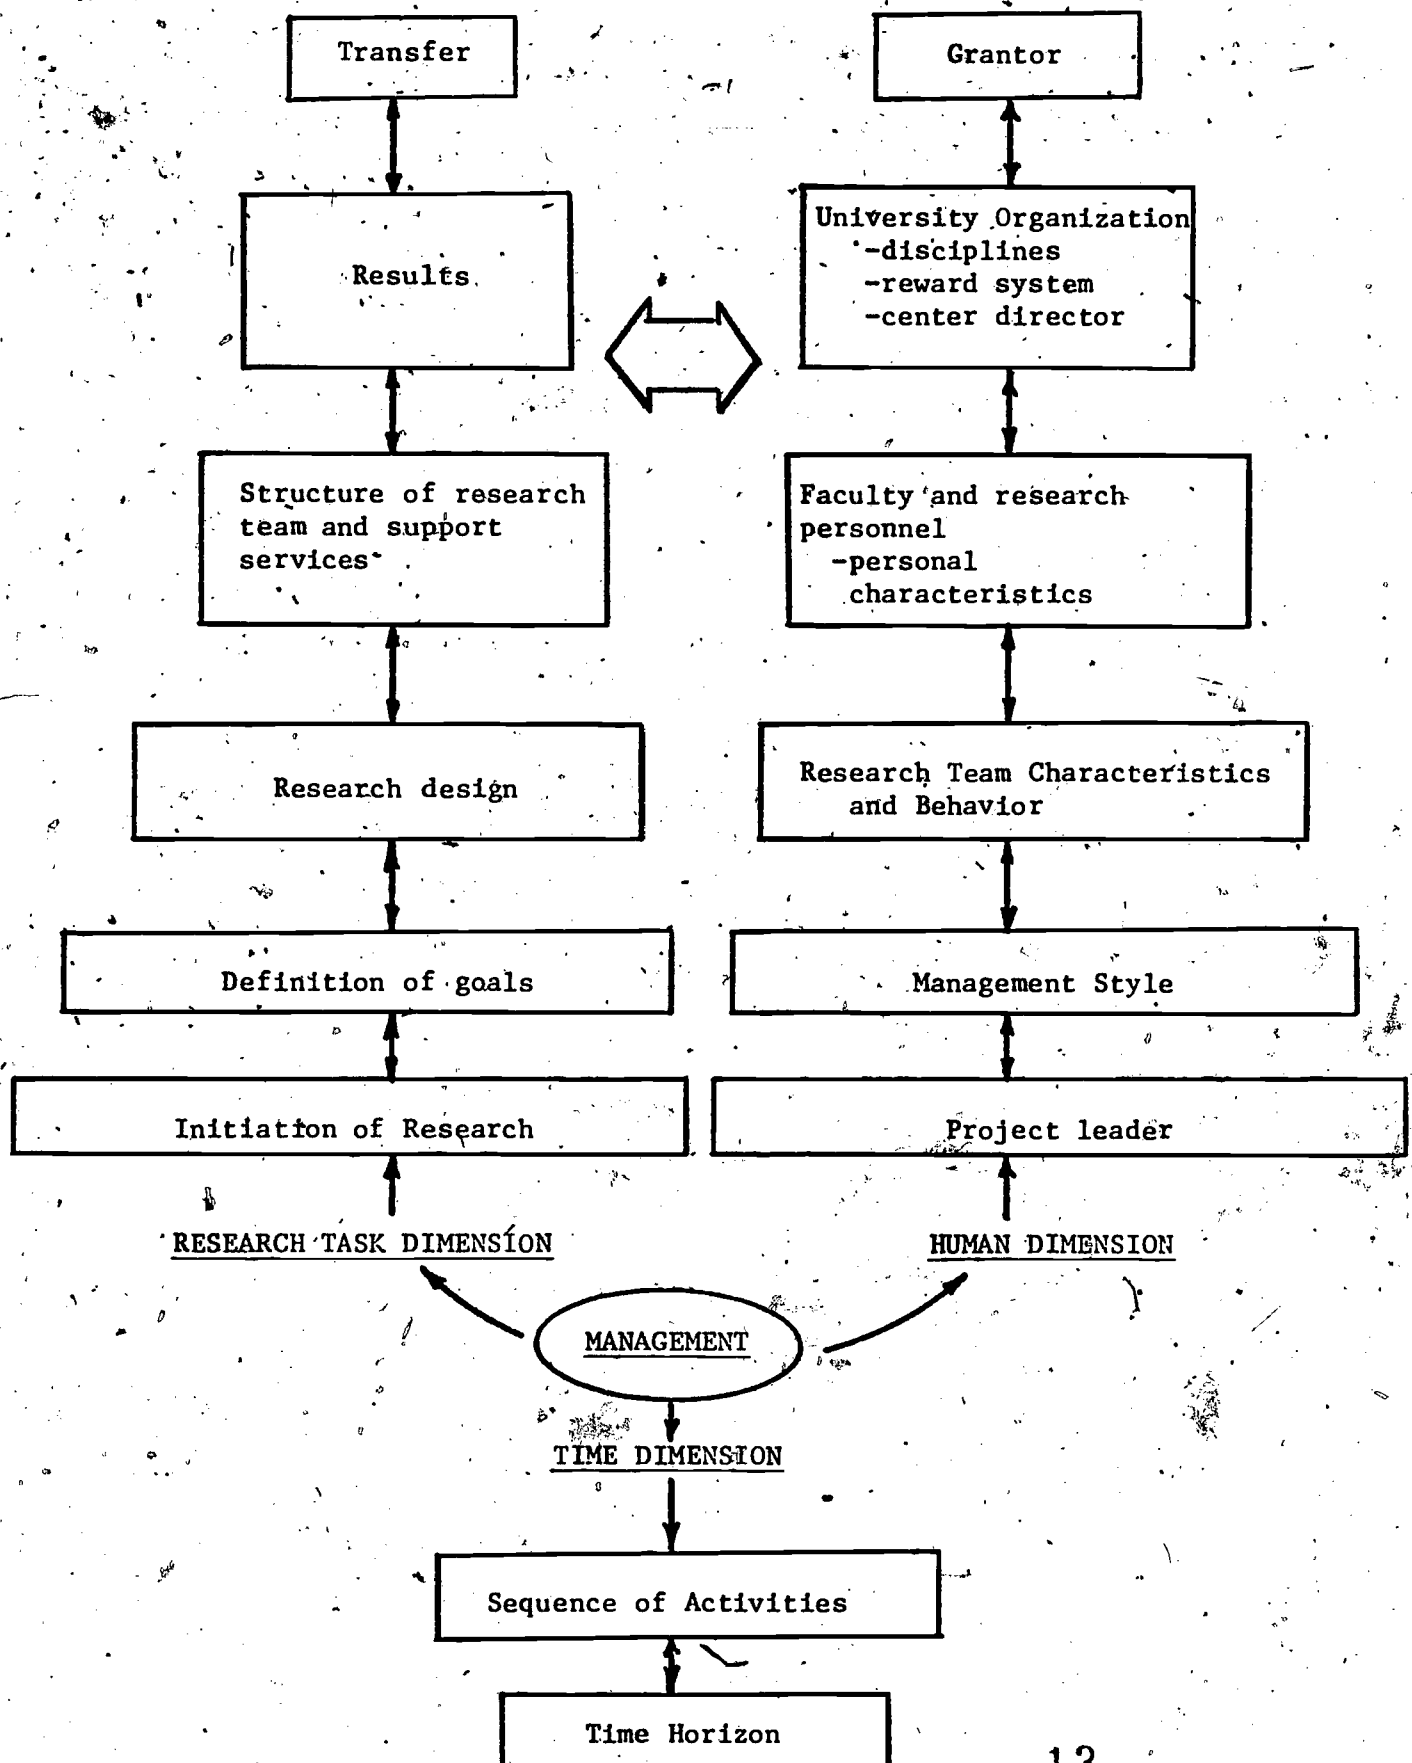 Transfer
Grantor
Results
University Organization
-disciplines
-reward system
-center director
Structure of research
team and support
services
Faculty and research
personnel
-personal
characteristics
Research design
Research Team Characteristics
and Behavior
Definition of goals
Management Style
Initiation of Research
Project leader
RESEARCH TASK DIMENSION
HUMAN DIMENSION
MANAGEMENT
TIME DIMENSION
Sequence of Activities
Time Horizon